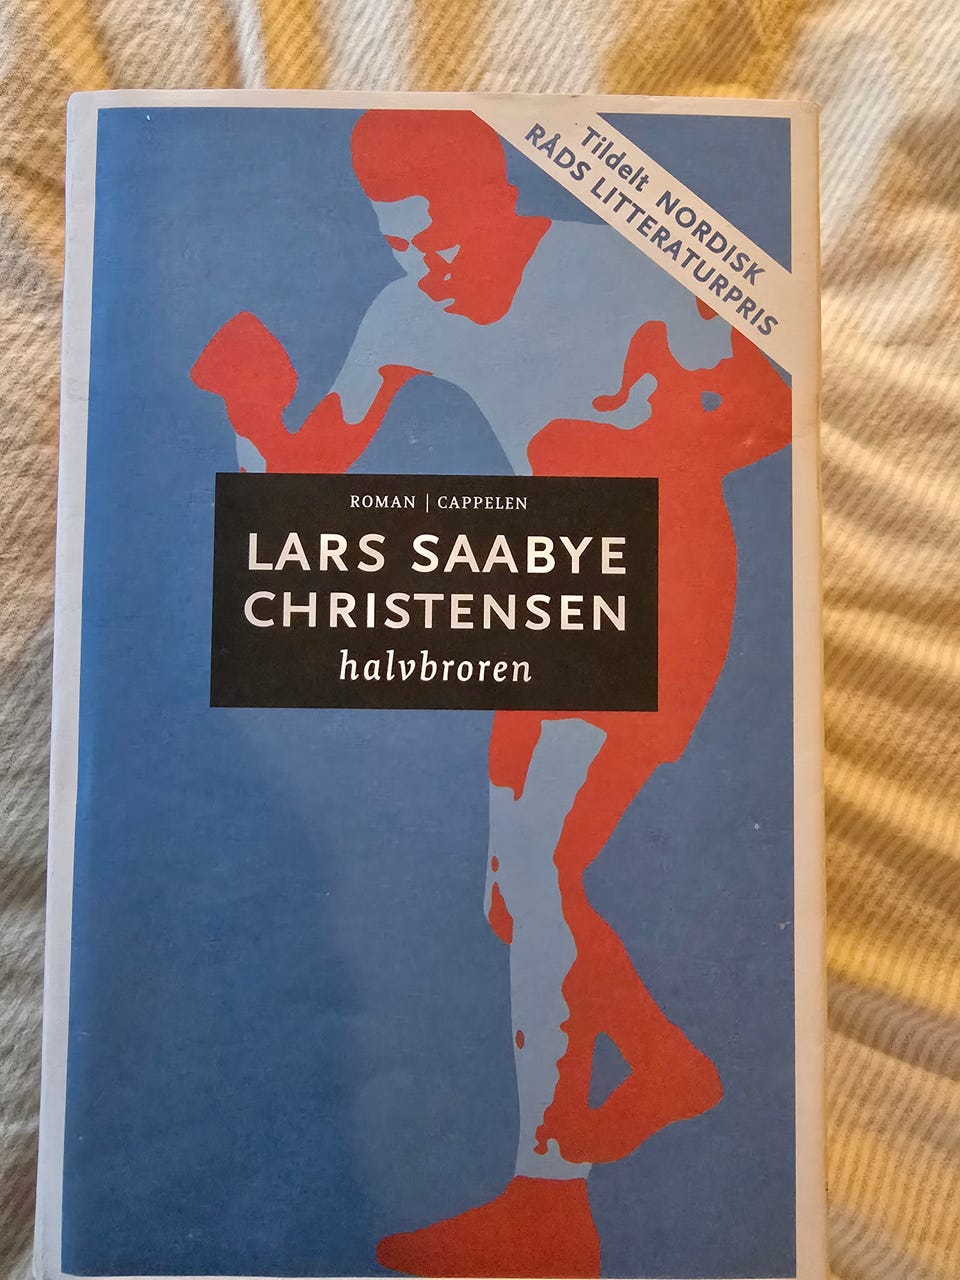 Tildelt NORDISK
RÅDS LITTERATURPRIS
ROMAN | CAPPELEN
LARS SAABYE
CHRISTENSEN
halvbroren